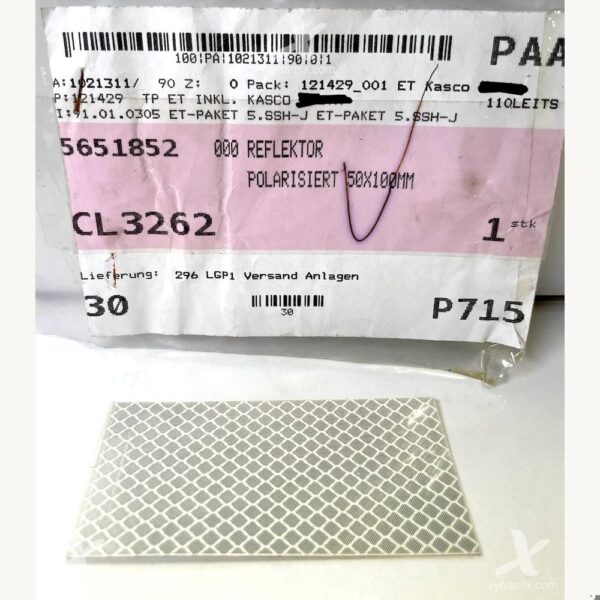 PAA
100|PA|1021311|90|0|1
A:1021311/ 90 Z: 0 Pack: 121429_001 ET Kasco
P:121429 TP ET INKL. KASCO 110LEITS
I:91.01.0305 ET-PAKET 5.SSH-J ET-PAKET 5.SSH-J
5651852 000 REFLEKTOR
POLARISIERT 50X100MM
CL3262 1 stk
Lieferung: 296 LGP1 Versand Anlagen
30 30 P715
X
xynamix.com